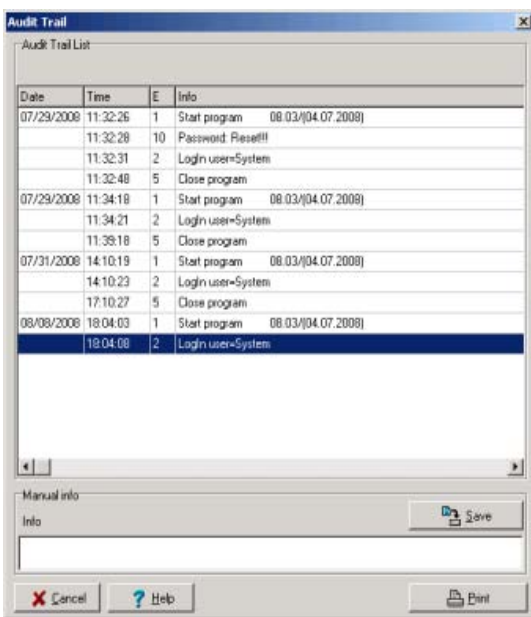 Audit Trail
Audit Trail List
Date Time E Info
07/29/2008 11:32:26 1 Start program 08.03/(04.07.2008)
11:32:28 10 Password: Reset!!!
11:32:31 2 LogIn user=System
11:32:48 5 Close program
07/29/2008 11:34:18 1 Start program 08.03/(04.07.2008)
11:34:21 2 LogIn user=System
11:39:18 5 Close program
07/31/2008 14:10:19 1 Start program 08.03/(04.07.2008)
14:10:23 2 LogIn user=System
17:10:27 5 Close program
08/08/2008 18:04:03 1 Start program 08.03/(04.07.2008)
18:04:08 2 LogIn user=System
Manual info
Info
Save
Cancel Help Print